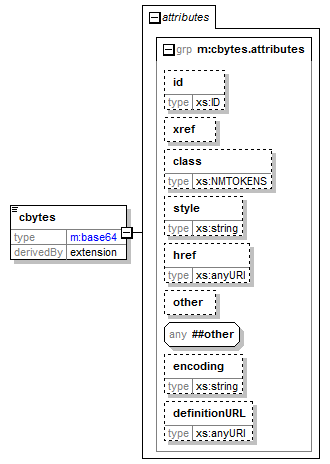 attributes
grp m:cbytes.attributes
id
type xs:ID
xref
class
type xs:NMTOKENS
style
type xs:string
cbytes
type m:base64
derivedBy extension
href
type xs:anyURI
other
any ##other
encoding
type xs:string
definitionURL
type xs:anyURI